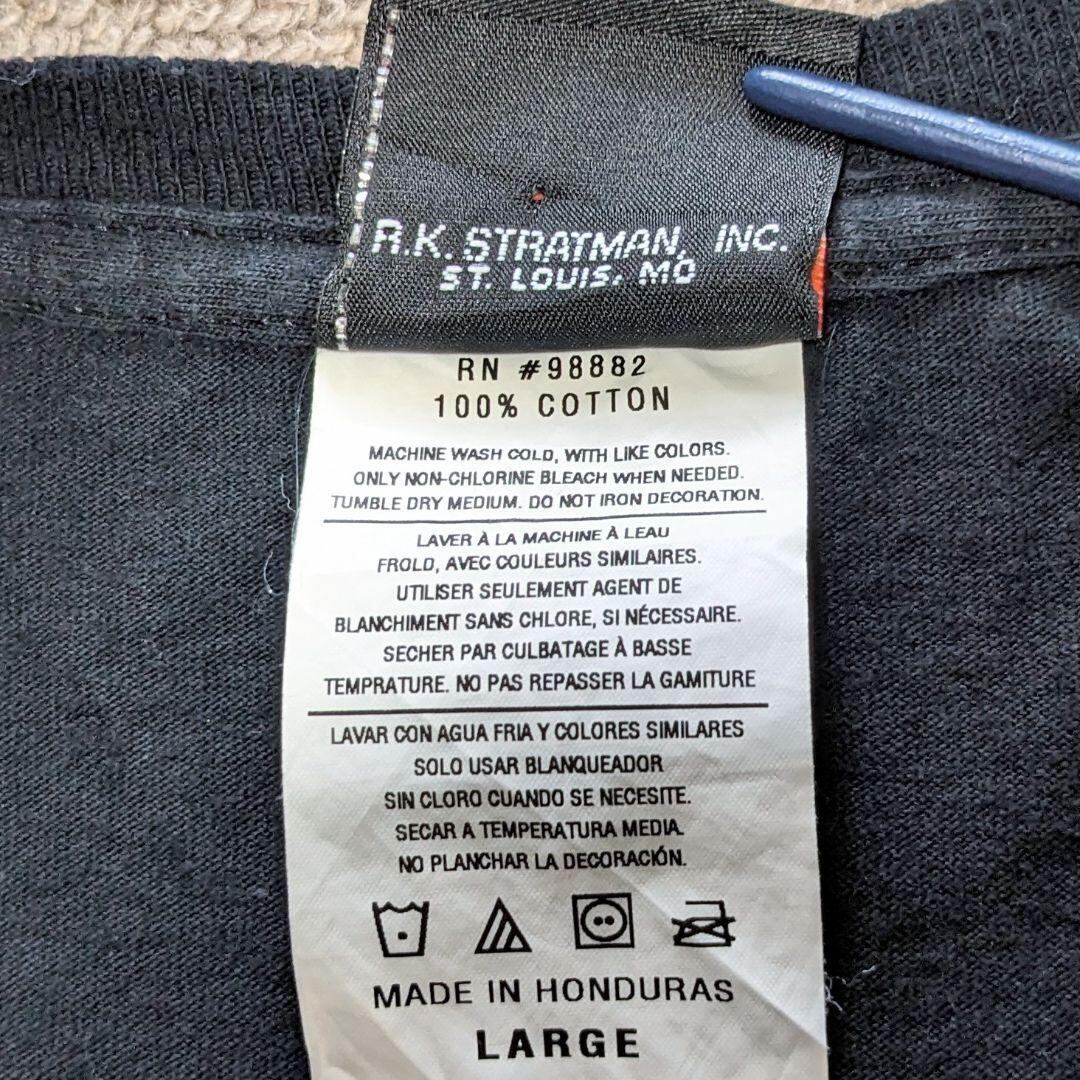 R.K. STRATMAN, INC.
ST. LOUIS, MO
RN #98882
100% COTTON
MACHINE WASH COLD, WITH LIKE COLORS.
ONLY NON-CHLORINE BLEACH WHEN NEEDED.
TUMBLE DRY MEDIUM. DO NOT IRON DECORATION.
LAVER À LA MACHINE À LEAU
FROLD, AVEC COULEURS SIMILAIRES.
UTILISER SEULEMENT AGENT DE
BLANCHIMENT SANS CHLORE, SI NÉCESSAIRE.
SECHER PAR CULBATAGE À BASSE
TEMPRATURE. NO PAS REPASSER LA GAMITURE
LAVAR CON AGUA FRIA Y COLORES SIMILARES
SOLO USAR BLANQUEADOR
SIN CLORO CUANDO SE NECESITE.
SECAR A TEMPERATURA MEDIA.
NO PLANCHAR LA DECORACIÓN.
MADE IN HONDURAS
LARGE